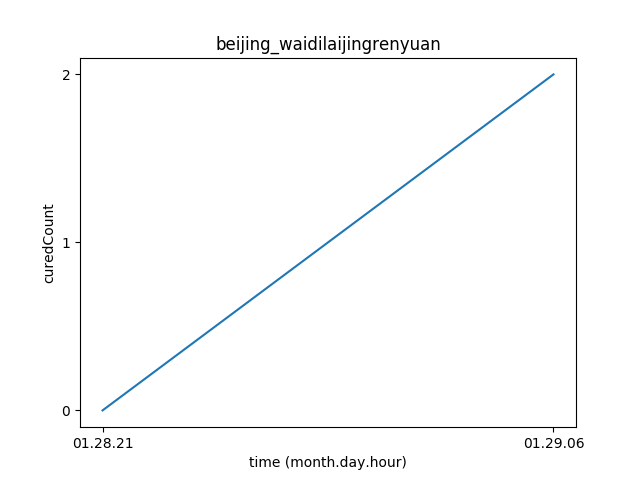 beijing_waidilaijingrenyuan
curedCount
2
1
0
01.28.21
01.29.06
time (month.day.hour)